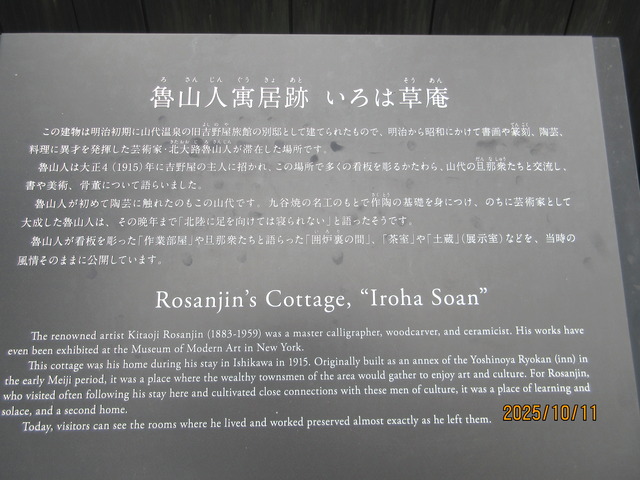 ろさんじんぐうきょあと そうあん
魯山人寓居跡 いろは草庵
この建物は明治初期に山代温泉の旧吉野屋旅館の別邸として建てられたもので、明治から昭和にかけて書画や篆刻、陶芸、
料理に異才を発揮した芸術家・北大路魯山人が滞在した場所です。
魯山人は大正4(1915)年に吉野屋の主人に招かれ、この場所で多くの看板を彫るかたわら、山代の旦那衆たちと交流し、
書や美術、骨董について語らいました。
魯山人が初めて陶芸に触れたのもこの山代です。九谷焼の名工のもとで作陶の基礎を身につけ、のちに芸術家として
大成した魯山人は、その晩年まで「北陸に足を向けては寝られない」と語ったそうです。
魯山人が看板を彫った「作業部屋」や旦那衆たちと語らった「囲炉裏の間」、「茶室」や「土蔵」(展示室)などを、当時の
風情そのままに公開しています。
Rosanjin's Cottage, "Iroha Soan"
The renowned artist Kitaoji Rosanjin (1883-1959) was a master calligrapher, woodcarver, and ceramicist. His works have
even been exhibited at the Museum of Modern Art in New York.
This cottage was his home during his stay in Ishikawa in 1915. Originally built as an annex of the Yoshinoya Ryokan (inn) in
the early Meiji period, it was a place where the wealthy townsmen of the area would gather to enjoy art and culture. For Rosanjin,
who visited often following his stay here and cultivated close connections with these men of culture, it was a place of learning and
solace, and a second home.
Today, visitors can see the rooms where he lived and worked preserved almost exactly as he left them.
2025/10/11